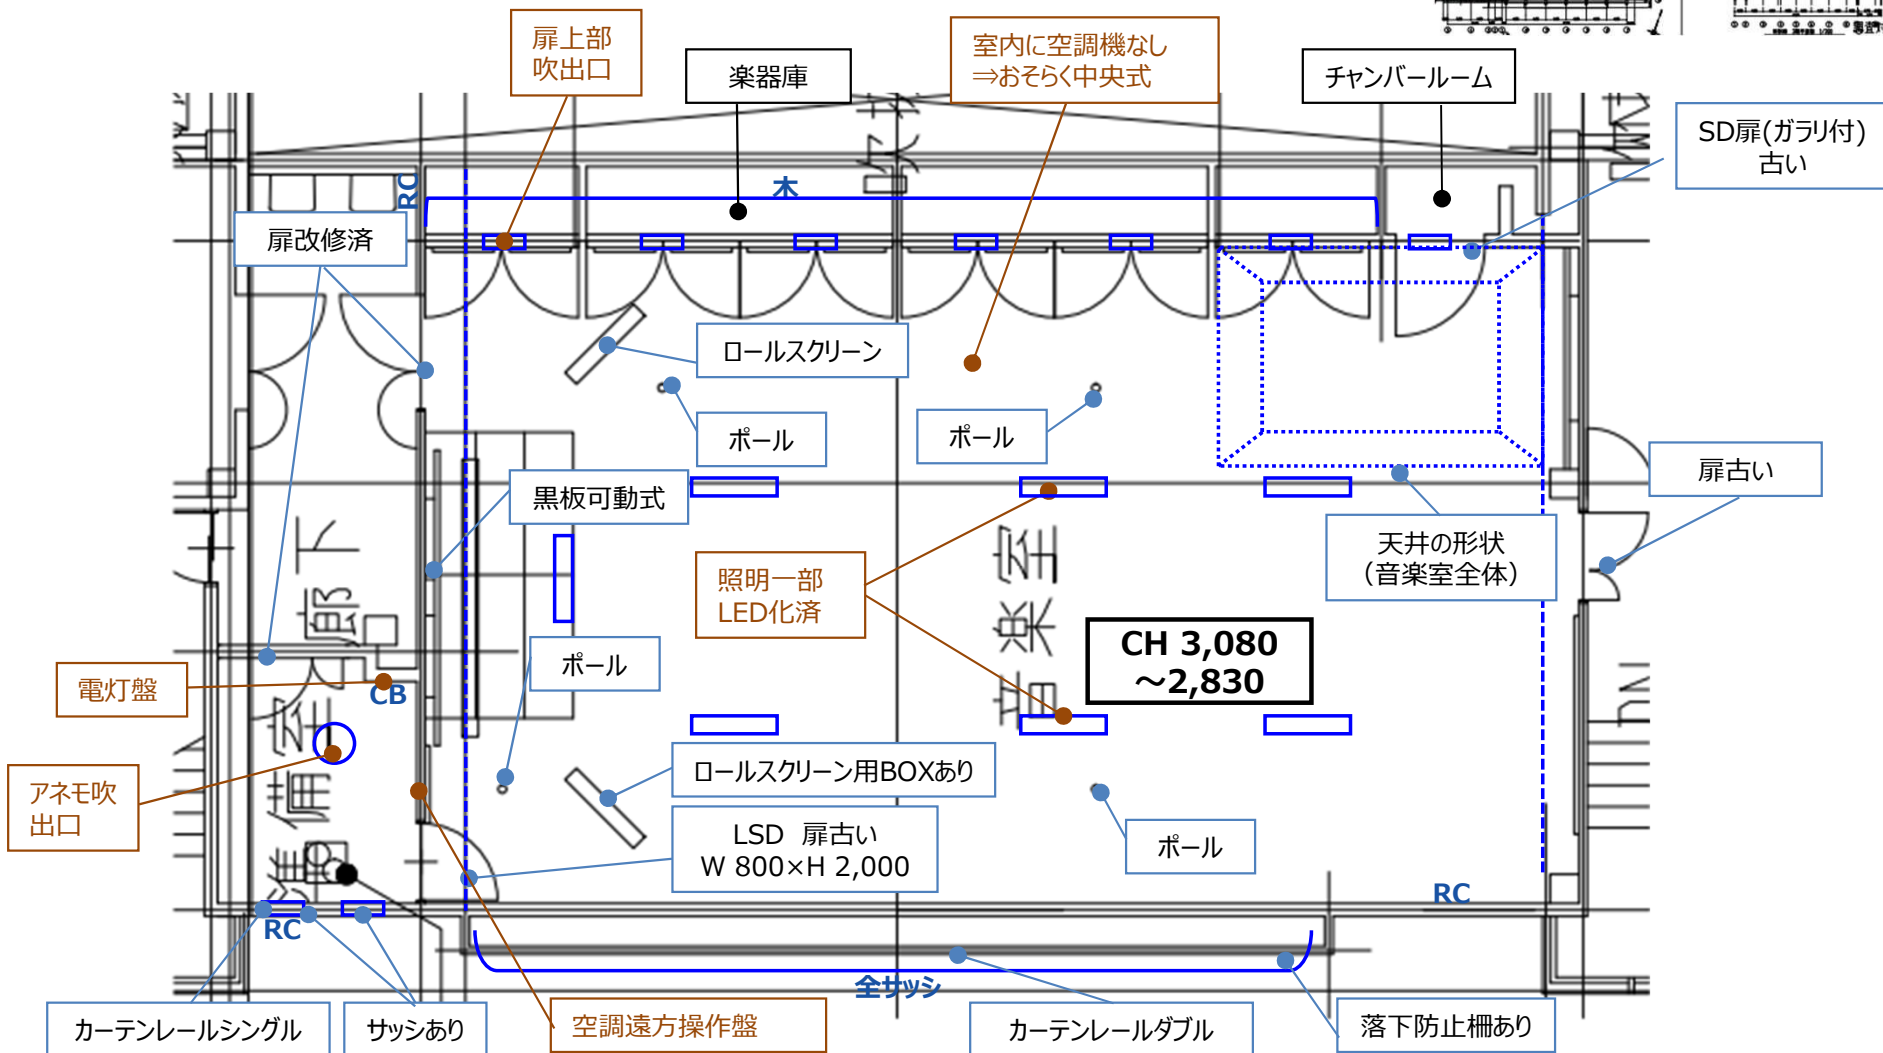 扉上部
吹出口
楽器庫
室内に空調機なし
⇒おそらく中央式
チャンバールーム
SD扉(ガラリ付)
古い
RC
木
扉改修済
ロールスクリーン
ポール
ポール
扉古い
黒板可動式
天井の形状
（音楽室全体）
廊下
照明一部
LED化済
音楽室
CH 3,080
～2,830
ポール
電灯盤
CB
準備室
アネモ吹
出口
ロールスクリーン用BOXあり
LSD 扉古い
W 800×H 2,000
ポール
RC
RC
全サッシ
カーテンレールシングル
サッシあり
空調遠方操作盤
カーテンレールダブル
落下防止柵あり